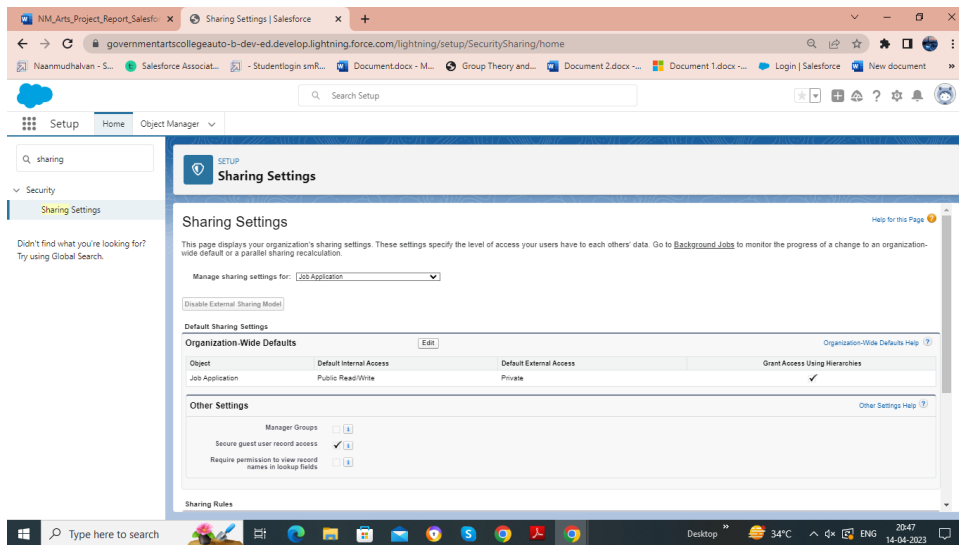 NM_Arts_Project_Report_Salesfor
Sharing Settings | Salesforce
governmentartscollegeauto-b-dev-ed.develop.lightning.force.com/lightning/setup/SecuritySharing/home
Naanmudhalvan - S... Salesforce Associat... - Studentlogin smR... Document.docx - M... Group Theory and... Document 2.docx -... Document 1.docx -... Login | Salesforce New document »
Search Setup
Setup Home Object Manager
sharing
Security
Sharing Settings
Didn't find what you're looking for?
Try using Global Search.
SETUP
Sharing Settings
Sharing Settings
Help for this Page
This page displays your organization's sharing settings. These settings specify the level of access your users have to each others' data. Go to Background Jobs to monitor the progress of a change to an organization-
wide default or a parallel sharing recalculation.
Manage sharing settings for: Job Application
Disable External Sharing Model
Default Sharing Settings
Organization-Wide Defaults Edit Organization-Wide Defaults Help ?
Object Default Internal Access Default External Access Grant Access Using Hierarchies
Job Application Public Read/Write Private ✓
Other Settings Other Settings Help ?
Manager Groups i
Secure guest user record access ✓ i
Require permission to view record
names in lookup fields i
Sharing Rules
Type here to search
Desktop » 34°C ENG 20:47
14-04-2023